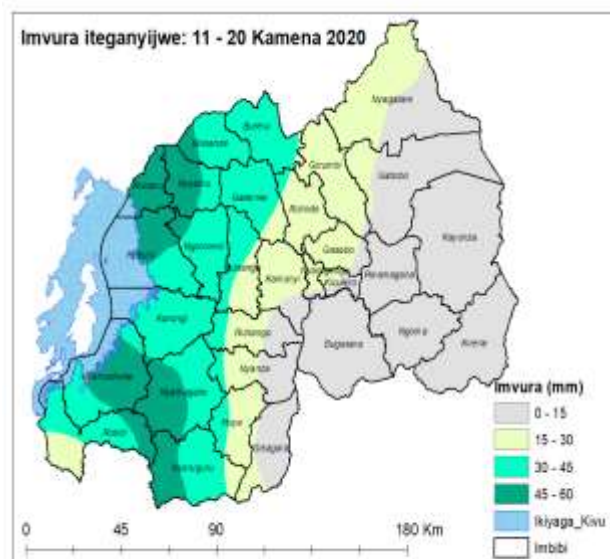 Imvura iteganyijwe: 11 - 20 Kamena 2020
Nyagatare
Burera
Musanze
Gicumbi
Gatsibo
Rubavu
Nyabihu
Gakenke
Rulindo
Kayonza
Ngororero
Gasabo
Rutsiro
Kamonyi
Rwamagana
Kicukiro
Karongi
Ruhango
Ngoma
Kirehe
Bugesera
Nyanza
Nyamasheke
Nyamagabe
Huye
Rusizi
Gisagara
Nyaruguru
Imvura (mm)
0 - 15
15 - 30
30 - 45
45 - 60
Ikiyaga_Kivu
Imbibi
0 45 90 180 Km